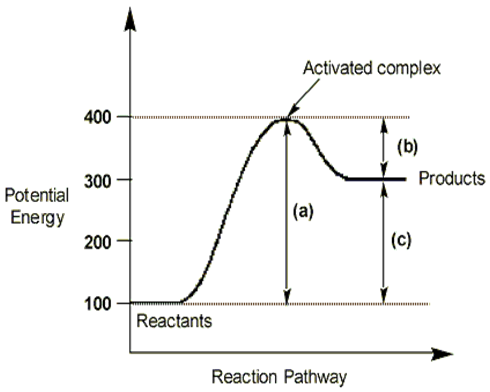 Activated complex
400
(b)
300
Products
Potential
Energy
(a)
200
(c)
100
Reactants
Reaction Pathway